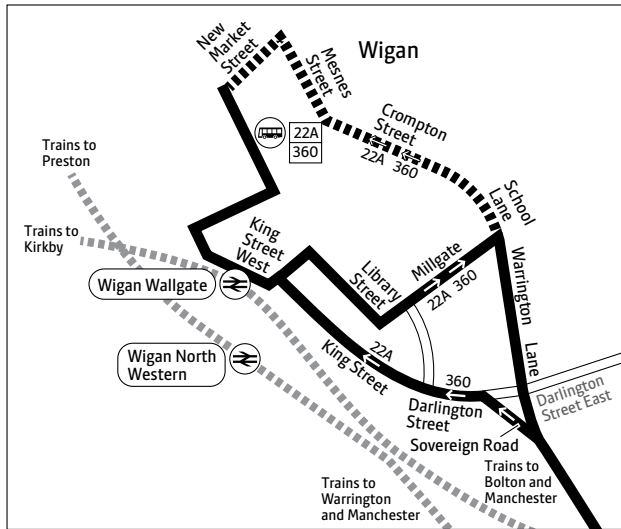 Wigan
New
Market
Street
Mesnes
Street
Crompton
Street
22A 360
22A
360
School
Lane
Trains to
Preston
Trains to
Kirkby
King
Street
West
Library
Street
Millgate
22A 360
Warrington
Lane
Wigan Wallgate
Wigan North
Western
22A
King Street
360
Darlington
Street
Darlington
Street East
Sovereign Road
Trains to
Bolton and
Manchester
Trains to
Warrington
and Manchester